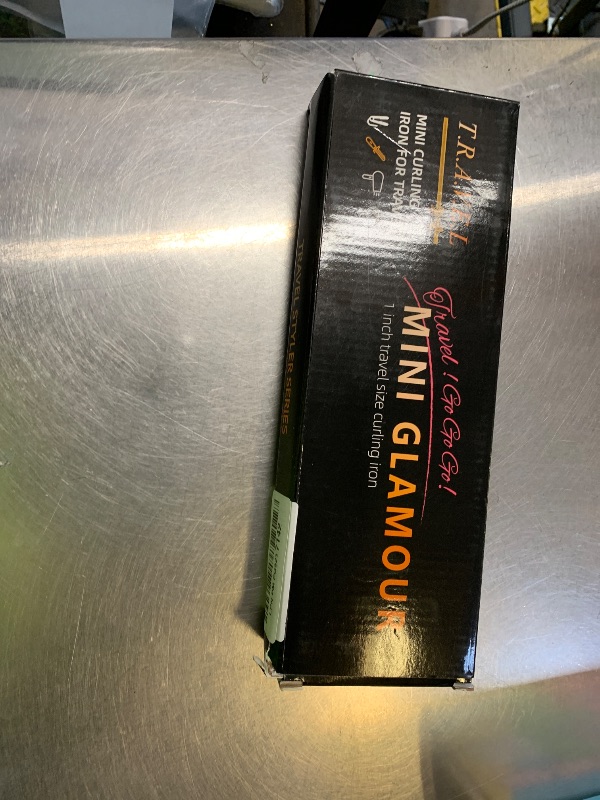 T.R.A.V.E.L
MINI CURLING
IRON FOR
Travel ! Go Go Go!
MINI GLAMOUR
1 inch travel size curling iron
TRAVEL STYLER SERIES